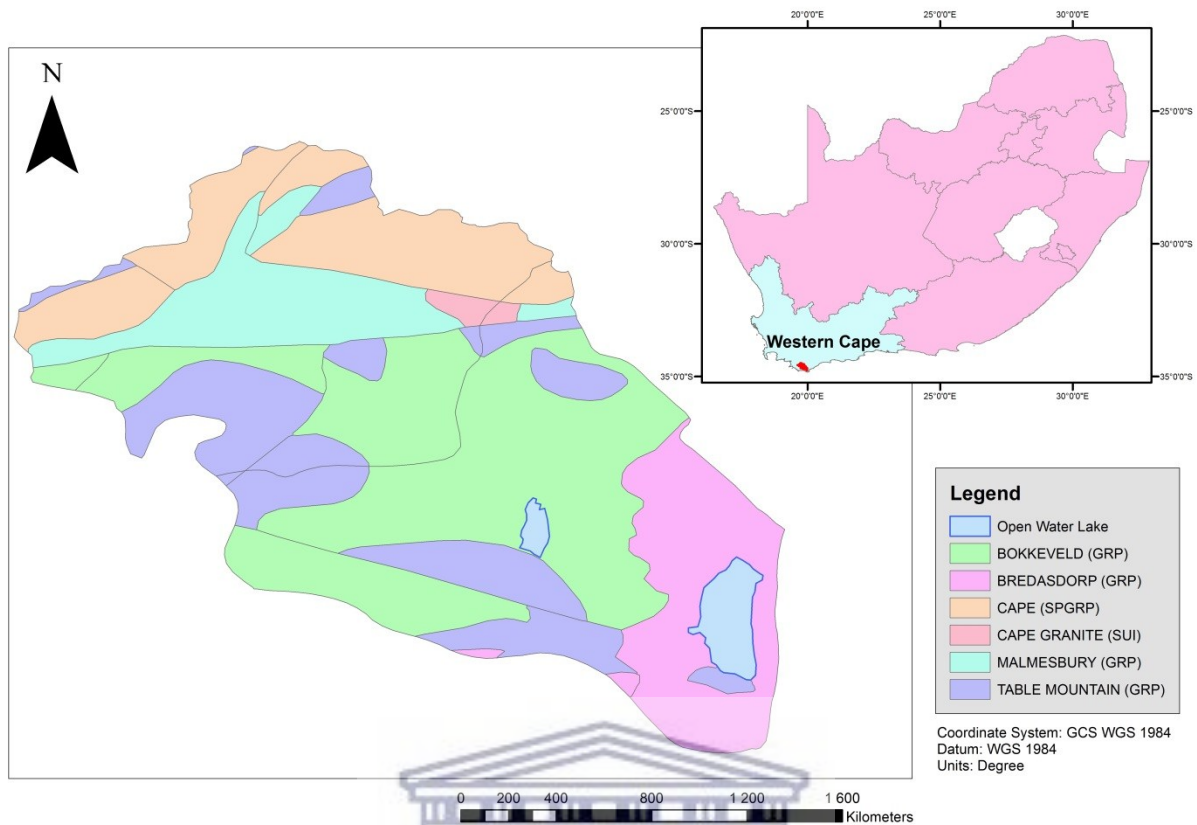 N
20°0'0"E 25°0'0"E 30°0'0"E
25°0'0"S 25°0'0"S
30°0'0"S 30°0'0"S
Western Cape
35°0'0"S 35°0'0"S
20°0'0"E 25°0'0"E 30°0'0"E
Legend
Open Water Lake
BOKKEVELD (GRP)
BREDASDORP (GRP)
CAPE (SPGRP)
CAPE GRANITE (SUI)
MALMESBURY (GRP)
TABLE MOUNTAIN (GRP)
Coordinate System: GCS WGS 1984
Datum: WGS 1984
Units: Degree
0 200 400 800 1 200 1 600
Kilometers